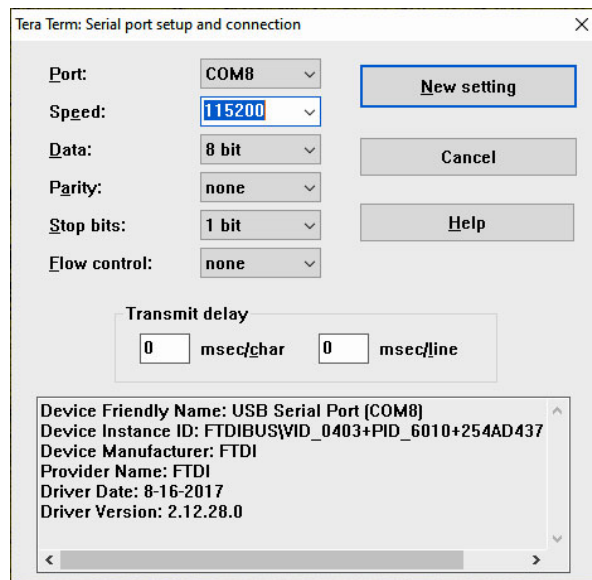 Tera Term: Serial port setup and connection
Port: COM8
New setting
Speed: 115200
Data: 8 bit
Cancel
Parity: none
Stop bits: 1 bit
Help
Flow control: none
Transmit delay
0 msec/char 0 msec/line
Device Friendly Name: USB Serial Port (COM8)
Device Instance ID: FTDIBUS\VID_0403+PID_6010+254AD437
Device Manufacturer: FTDI
Provider Name: FTDI
Driver Date: 8-16-2017
Driver Version: 2.12.28.0